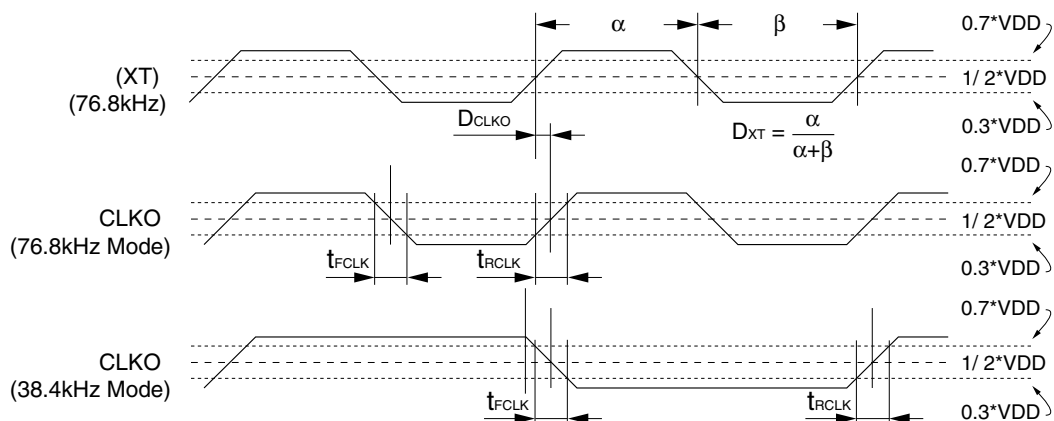 α β 0.7*VDD
(XT)
(76.8kHz)
1/ 2*VDD
DCLKO
DXT = α
α+β
0.3*VDD
0.7*VDD
CLKO
(76.8kHz Mode)
1/ 2*VDD
tFCLK tRCLK 0.3*VDD
0.7*VDD
CLKO
(38.4kHz Mode)
1/ 2*VDD
tFCLK tRCLK 0.3*VDD